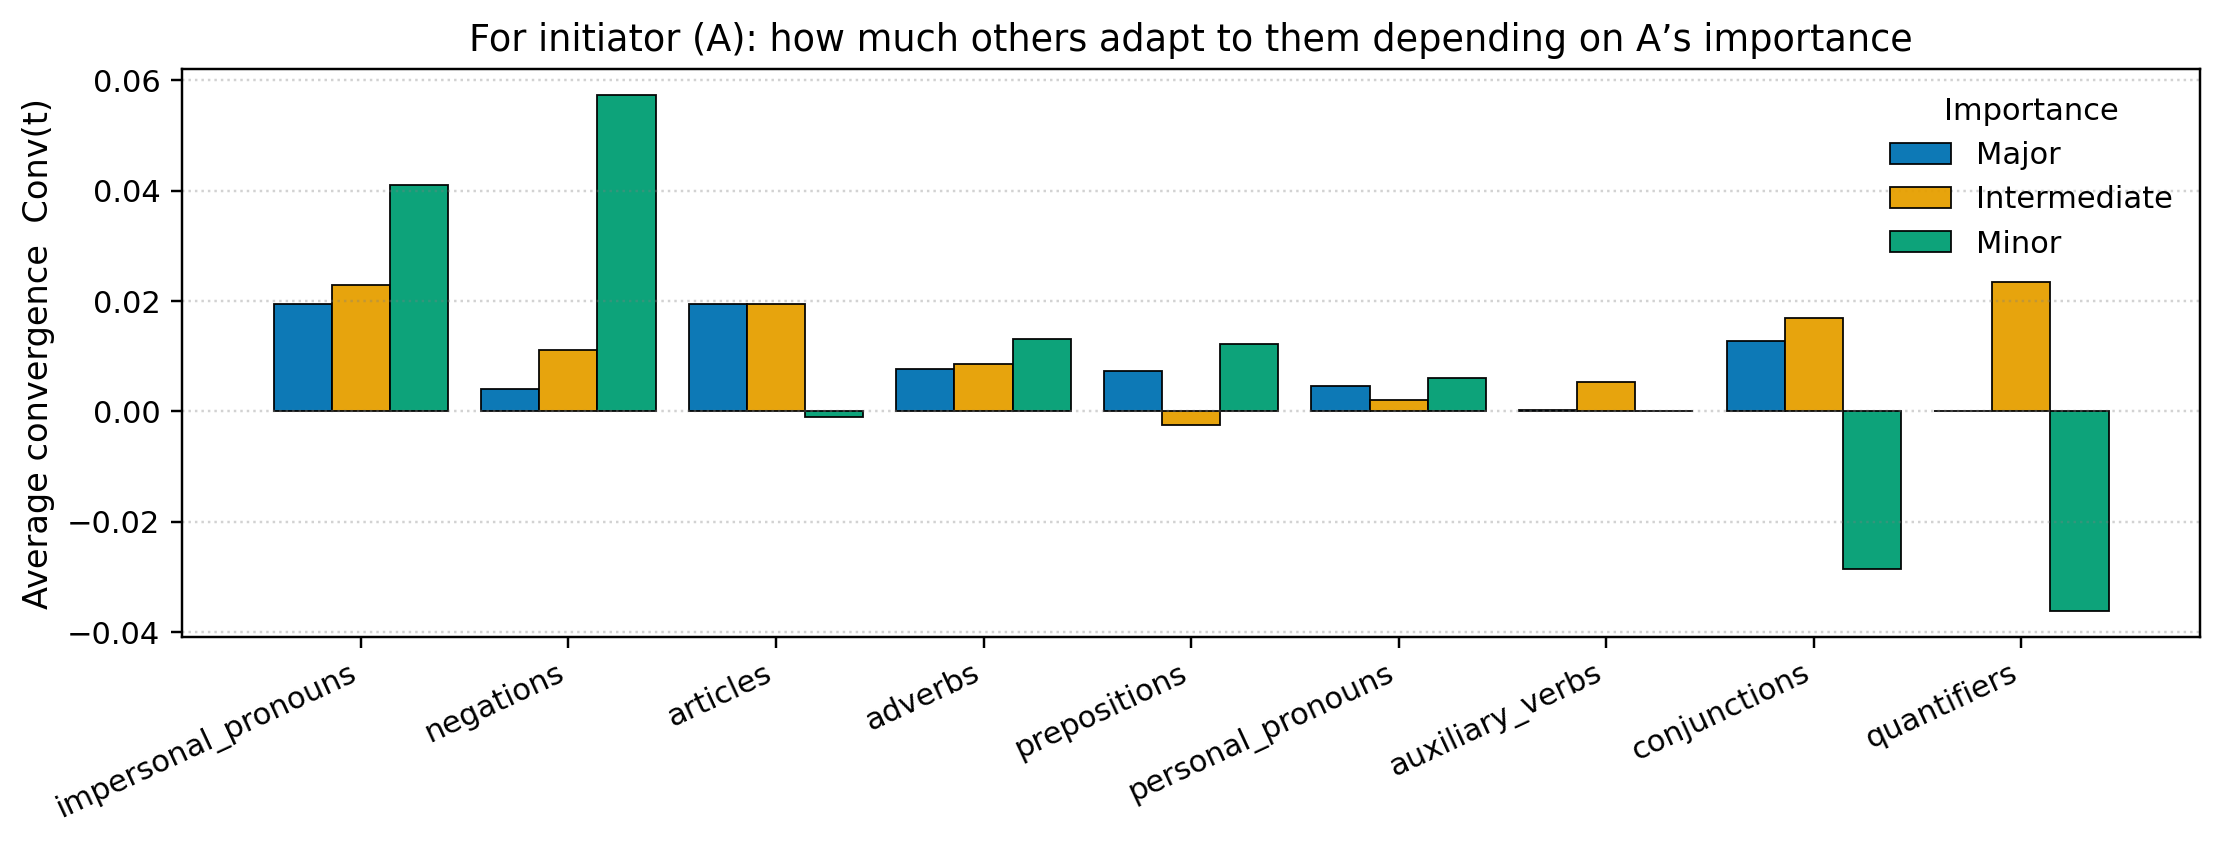 For initiator (A): how much others adapt to them depending on A’s importance
Average convergence Conv(t)
0.06
0.04
0.02
0.00
−0.02
−0.04
Importance
Major
Intermediate
Minor
impersonal_pronouns
negations
articles
adverbs
prepositions
personal_pronouns
auxiliary_verbs
conjunctions
quantifiers